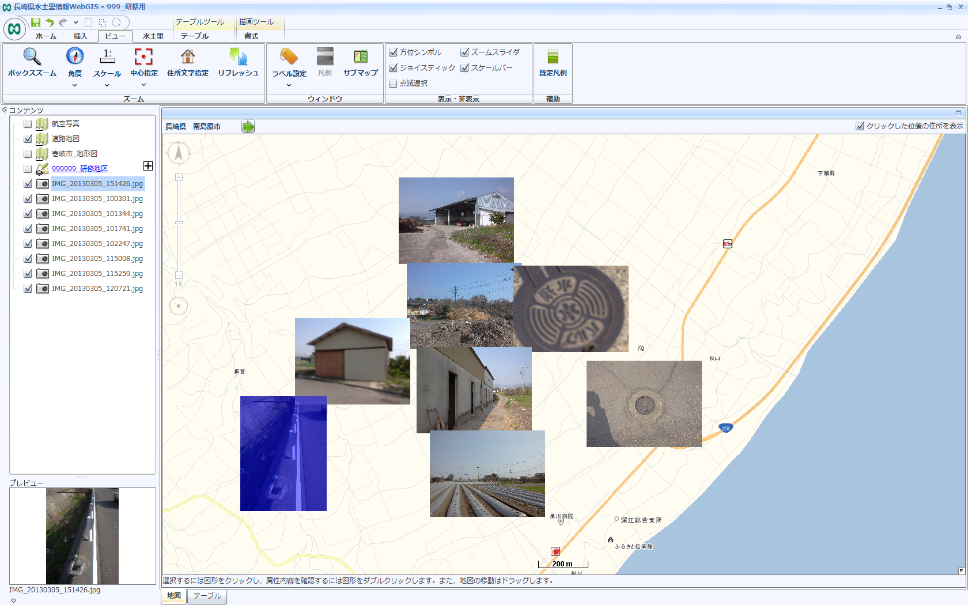 長崎県水土里情報WebGIS - 999_研修用
テーブルツール 描画ツール
ホーム 挿入 ビュー 水土里 テーブル 書式
ボックスズーム 角度 スケール 中心指定 住所文字指定 リフレッシュ
ズーム
ラベル設定 凡例 サブマップ
ウィンドウ
方位シンボル ズームスライダ
ジョイスティック スケールバー
点滅選択
表示・非表示
既定凡例
補助
コンテンツ
航空写真
道路地図
壱岐市_地形図
999999_研修地区
IMG_20130305_151426.jpg
IMG_20130305_100301.jpg
IMG_20130305_101344.jpg
IMG_20130305_101741.jpg
IMG_20130305_102247.jpg
IMG_20130305_115008.jpg
IMG_20130305_115259.jpg
IMG_20130305_120721.jpg
プレビュー
IMG_20130305_151426.jpg
長崎県 南島原市
クリックした位置の住所を表示
16
深江総合支所
200 m
選択するには図形をクリックし、属性内容を確認するには図形をダブルクリックします。また、地図の移動はドラッグします。
地図 テーブル